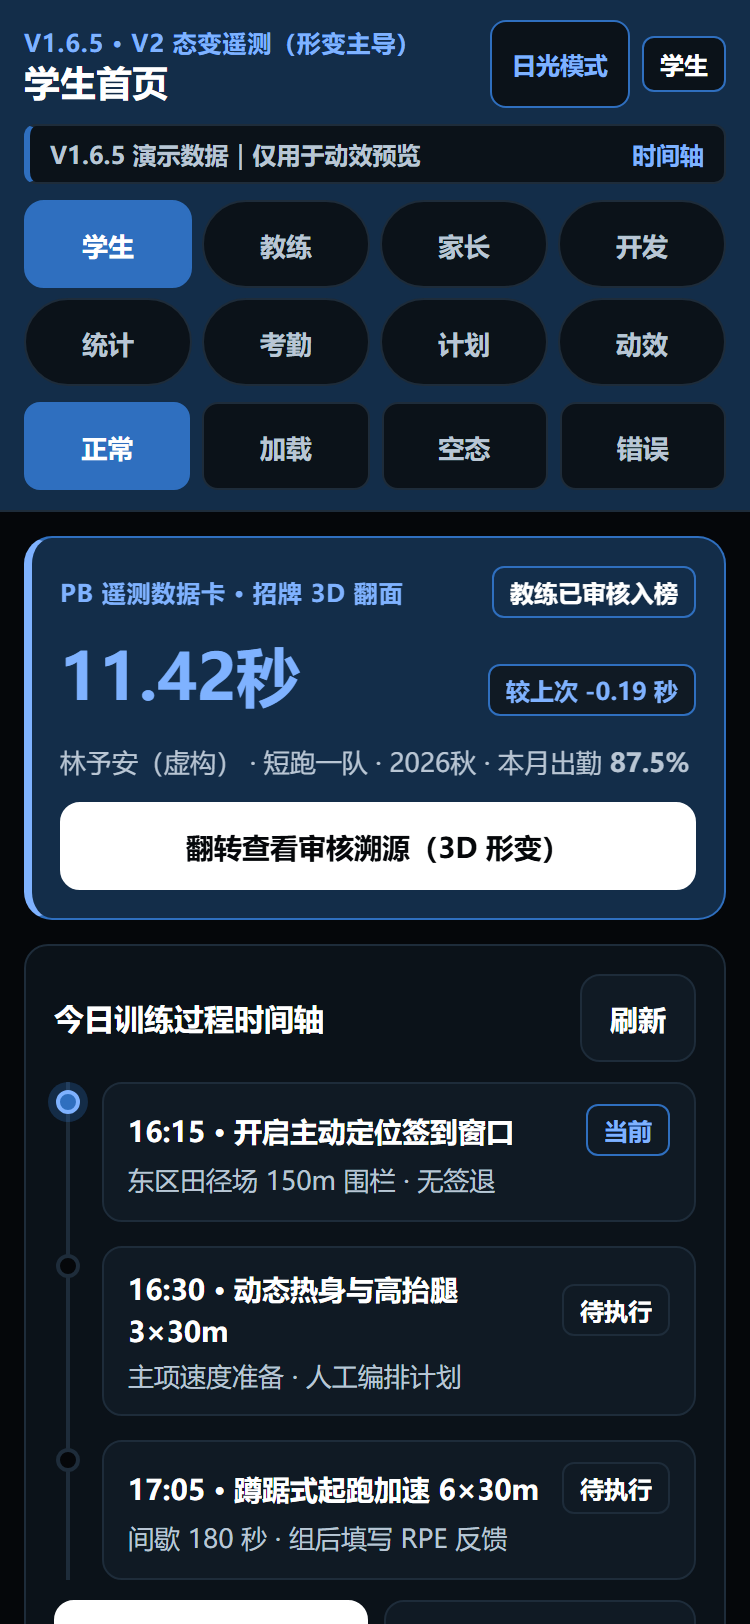 V1.6.5 • V2 态变遥测（形变主导）
学生首页
日光模式
学生
V1.6.5 演示数据 | 仅用于动效预览
时间轴
学生
教练
家长
开发
统计
考勤
计划
动效
正常
加载
空态
错误
PB 遥测数据卡 • 招牌 3D 翻面
教练已审核入榜
11.42秒
较上次 -0.19 秒
林予安（虚构） · 短跑一队 · 2026秋 · 本月出勤 87.5%
翻转查看审核溯源（3D 形变）
今日训练过程时间轴
刷新
16:15 • 开启主动定位签到窗口
当前
东区田径场 150m 围栏 · 无签退
16:30 • 动态热身与高抬腿
3×30m
待执行
主项速度准备 · 人工编排计划
17:05 • 蹲踞式起跑加速 6×30m
待执行
间歇 180 秒 · 组后填写 RPE 反馈